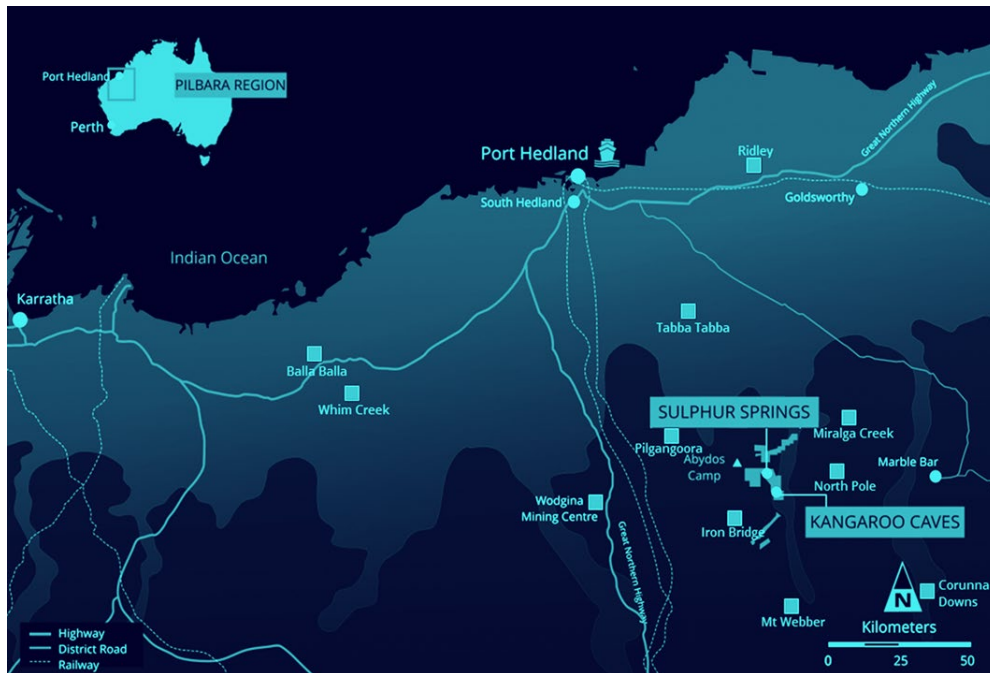 Port Hedland
PILBARA REGION
Perth
Port Hedland
South Hedland
Ridley
Great Northern Highway
Goldsworthy
Indian Ocean
Karratha
Tabba Tabba
Balla Balla
Whim Creek
SULPHUR SPRINGS
Pilgangoora
Miralga Creek
Abydos
Camp
Marble Bar
North Pole
Wodgina
Mining Centre
Iron Bridge
KANGAROO CAVES
Great Northern Highway
Mt Webber
Corunna
Downs
N
Kilometers
0 25 50
Highway
District Road
Railway